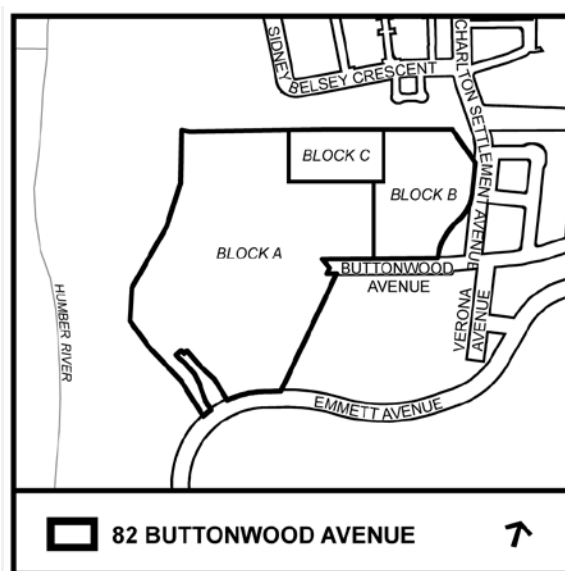 SIDNEY
BELSEY CRESCENT
CHARLTON SETTLEMENT AVENUE
BLOCK C
BLOCK B
BLOCK A
BUTTONWOOD
AVENUE
VERONA
AVENUE
HUMBER RIVER
EMMETT AVENUE
82 BUTTONWOOD AVENUE